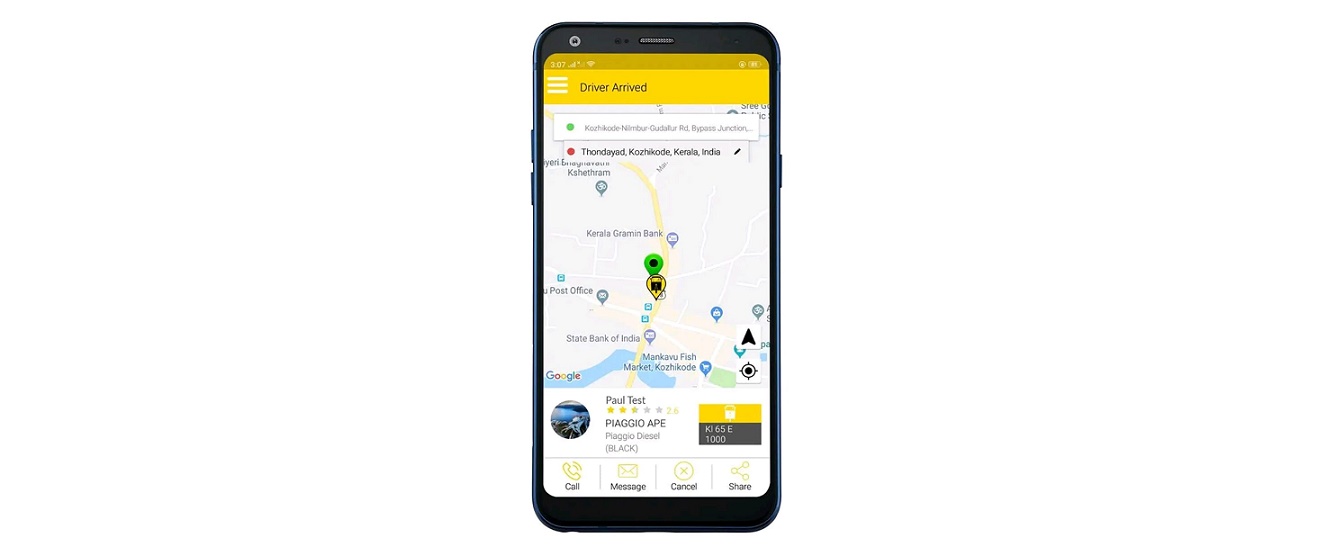 3:07
Driver Arrived
Sree G
lic S
Kozhikode-Nilmbur-Gudallur Rd, Bypass Junction,...
Thondayad, Kozhikode, Kerala, India
Kshethram
Kerala Gramin Bank
u Post Office
State Bank of India
Mankavu Fish
Market, Kozhikode
Google
Paul Test
2.6
PIAGGIO APE
Piaggio Diesel
(BLACK)
Kl 65 E
1000
Call
Message
Cancel
Share